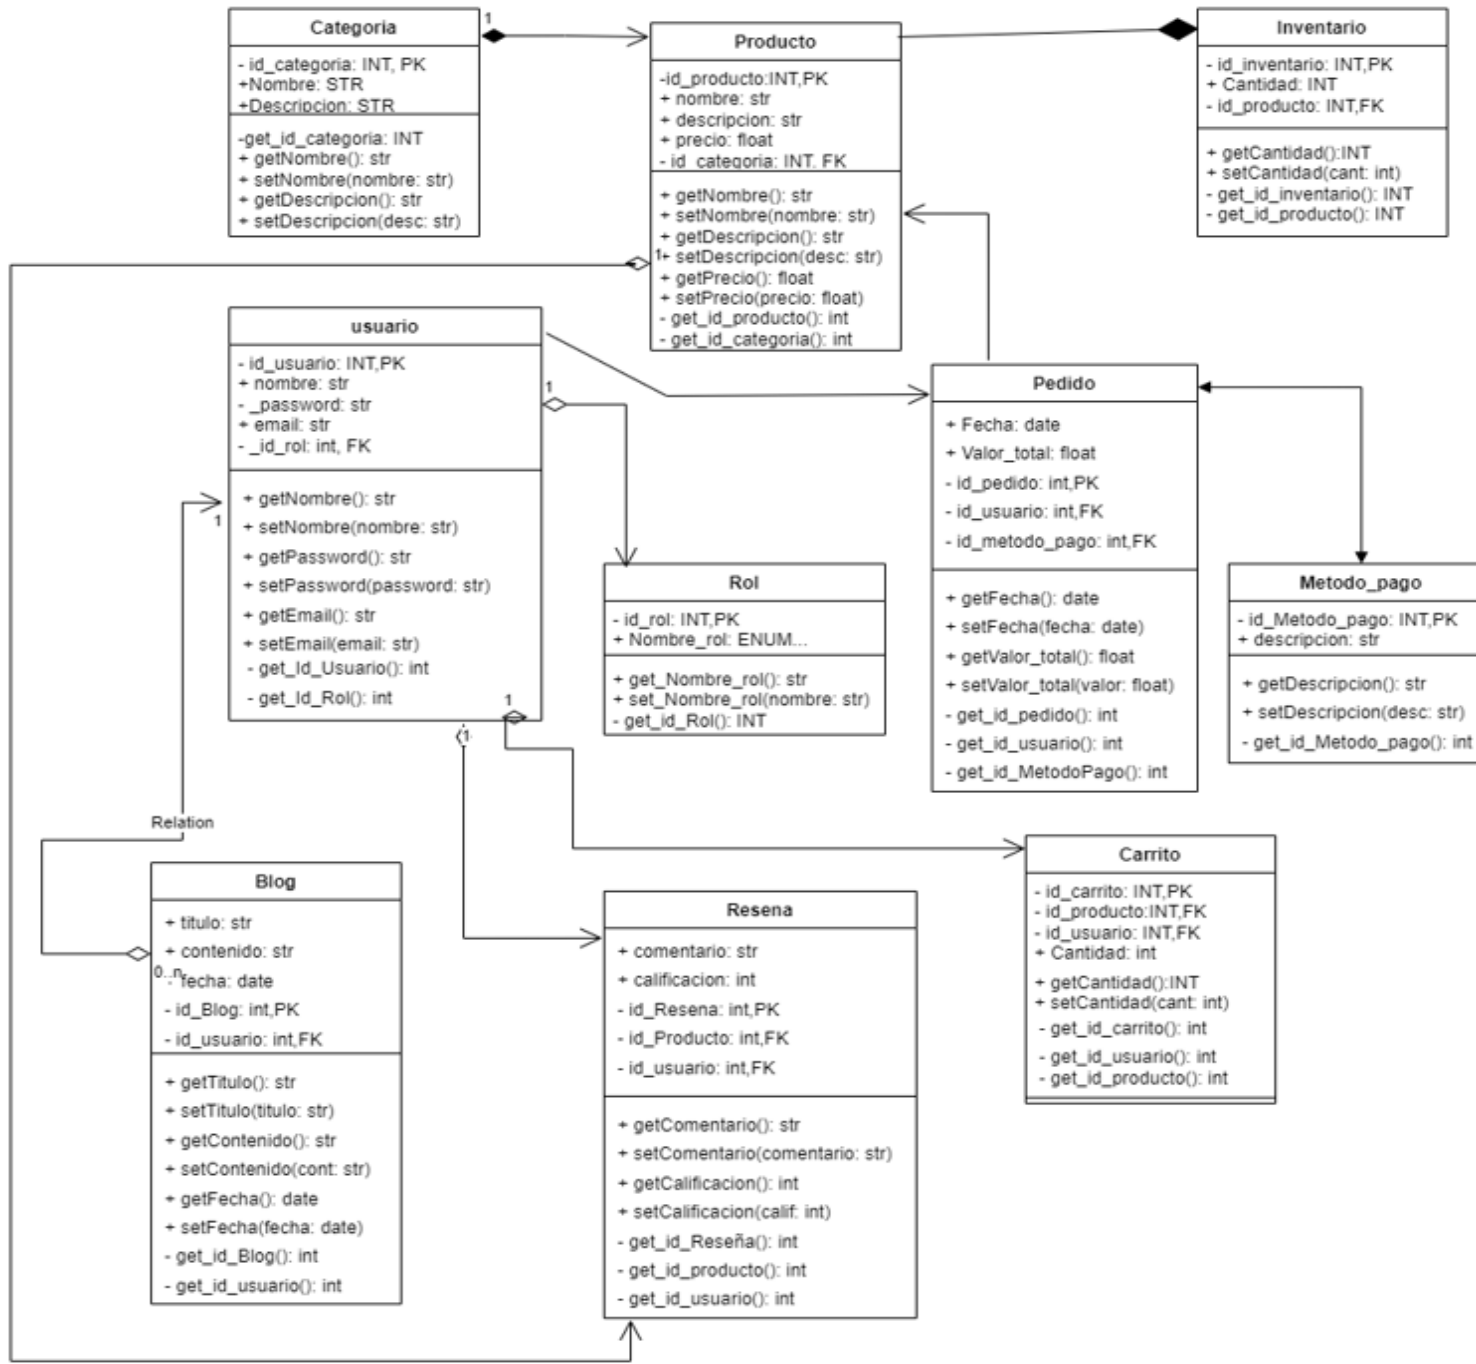 Categoria
- id_categoria: INT, PK
+Nombre: STR
+Descripcion: STR
-get_id_categoria: INT
+ getNombre(): str
+ setNombre(nombre: str)
+ getDescripcion(): str
+ setDescripcion(desc: str)
1
Producto
-id_producto:INT,PK
+ nombre: str
+ descripcion: str
+ precio: float
- id_categoria: INT, FK
+ getNombre(): str
+ setNombre(nombre: str)
+ getDescripcion(): str
+ setDescripcion(desc: str)
+ getPrecio(): float
+ setPrecio(precio: float)
- get_id_producto(): int
- get_id_categoria(): int
1
Inventario
- id_inventario: INT,PK
+ Cantidad: INT
- id_producto: INT,FK
+ getCantidad():INT
+ setCantidad(cant: int)
- get_id_inventario(): INT
- get_id_producto(): INT
usuario
- id_usuario: INT,PK
+ nombre: str
- _password: str
+ email: str
- _id_rol: int, FK
+ getNombre(): str
+ setNombre(nombre: str)
+ getPassword(): str
+ setPassword(password: str)
+ getEmail(): str
+ setEmail(email: str)
- get_Id_Usuario(): int
- get_Id_Rol(): int
1
1
1
1
Rol
- id_rol: INT,PK
+ Nombre_rol: ENUM...
+ get_Nombre_rol(): str
+ set_Nombre_rol(nombre: str)
- get_id_Rol(): INT
Pedido
+ Fecha: date
+ Valor_total: float
- id_pedido: int,PK
- id_usuario: int,FK
- id_metodo_pago: int,FK
+ getFecha(): date
+ setFecha(fecha: date)
+ getValor_total(): float
+ setValor_total(valor: float)
- get_id_pedido(): int
- get_id_usuario(): int
- get_id_MetodoPago(): int
Metodo_pago
- id_Metodo_pago: INT,PK
+ descripcion: str
+ getDescripcion(): str
+ setDescripcion(desc: str)
- get_id_Metodo_pago(): int
Relation
Blog
+ titulo: str
+ contenido: str
0..n
fecha: date
- id_Blog: int,PK
- id_usuario: int,FK
+ getTitulo(): str
+ setTitulo(titulo: str)
+ getContenido(): str
+ setContenido(cont: str)
+ getFecha(): date
+ setFecha(fecha: date)
- get_id_Blog(): int
- get_id_usuario(): int
Resena
+ comentario: str
+ calificacion: int
- id_Resena: int,PK
- id_Producto: int,FK
- id_usuario: int,FK
+ getComentario(): str
+ setComentario(comentario: str)
+ getCalificacion(): int
+ setCalificacion(calif: int)
- get_id_Reseña(): int
- get_id_producto(): int
- get_id_usuario(): int
Carrito
- id_carrito: INT,PK
- id_producto:INT,FK
- id_usuario: INT,FK
+ Cantidad: int
+ getCantidad():INT
+ setCantidad(cant: int)
- get_id_carrito(): int
- get_id_usuario(): int
- get_id_producto(): int